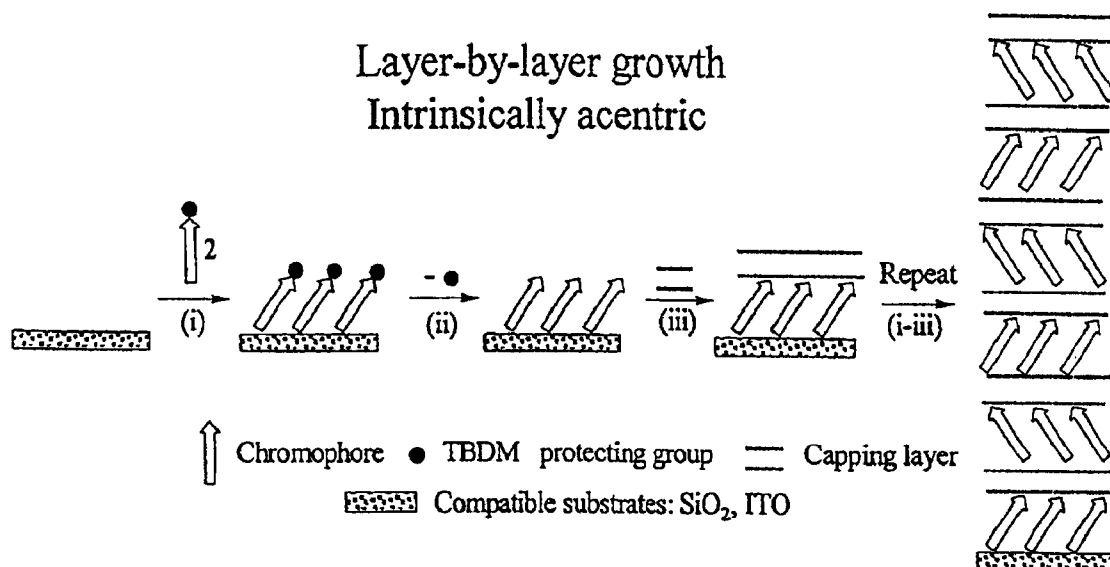 Layer-by-layer growth
Intrinsically acentric
2
(i)
- ●
(ii)
(iii)
Repeat
(i-iii)
Chromophore ● TBDM protecting group Capping layer
Compatible substrates: SiO₂, ITO